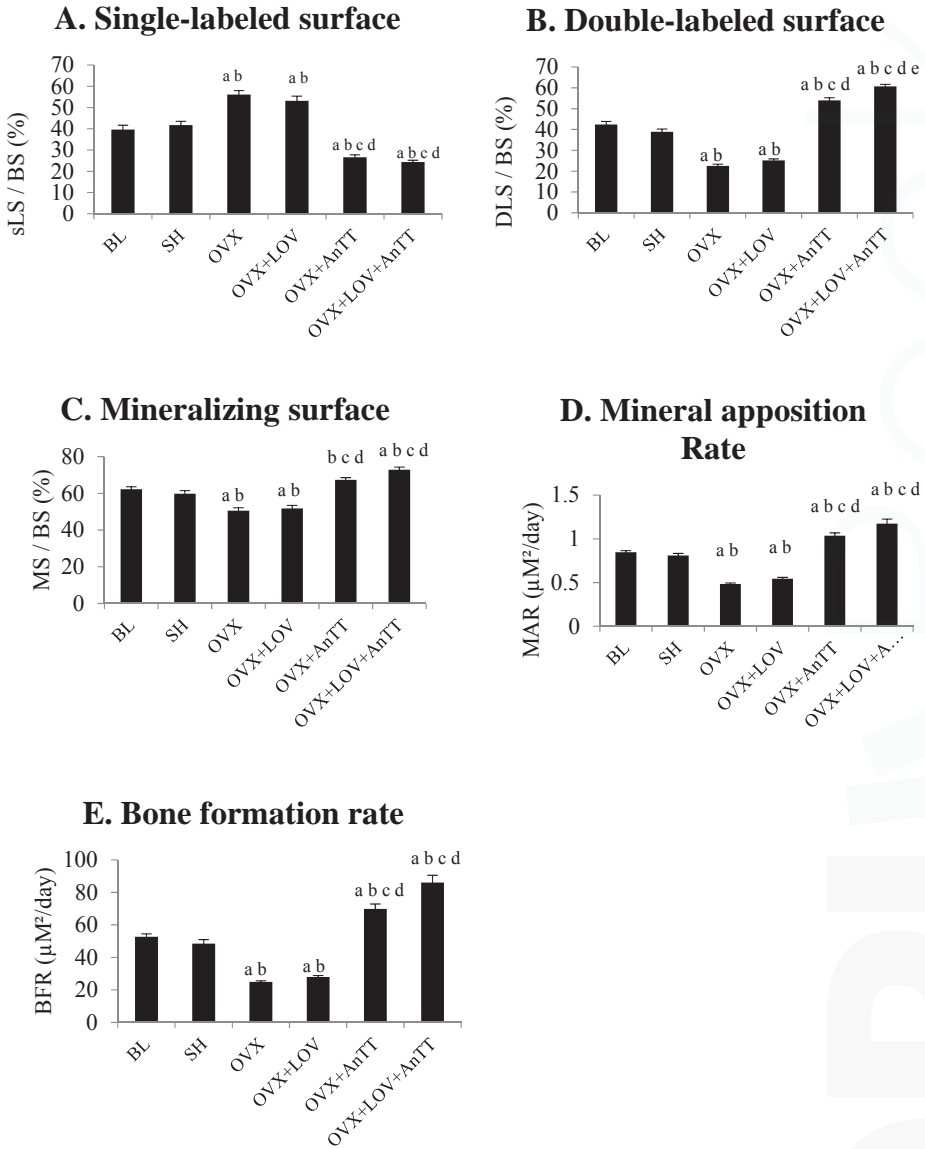 A. Single-labeled surface
sLS / BS (%)
70
60
50
40
30
20
10
0
a b
a b
a b c d
a b c d
BL
SH
OVX
OVX+LOV
OVX+AnTT
OVX+LOV+AnTT
B. Double-labeled surface
DLS / BS (%)
70
60
50
40
30
20
10
0
a b
a b
a b c d
a b c d e
BL
SH
OVX
OVX+LOV
OVX+AnTT
OVX+LOV+AnTT
C. Mineralizing surface
MS / BS (%)
80
60
40
20
0
a b
a b
b c d
a b c d
BL
SH
OVX
OVX+LOV
OVX+AnTT
OVX+LOV+AnTT
D. Mineral apposition
Rate
MAR (µM²/day)
1.5
1
0.5
0
a b
a b
a b c d
a b c d
BL
SH
OVX
OVX+LOV
OVX+AnTT
OVX+LOV+A…
E. Bone formation rate
BFR (µM²/day)
100
80
60
40
20
0
a b
a b
a b c d
a b c d
BL
SH
OVX
OVX+LOV
OVX+AnTT
OVX+LOV+AnTT